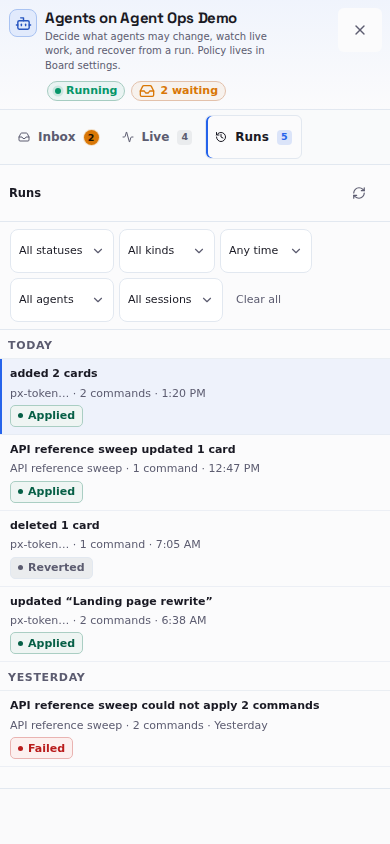 Agents on Agent Ops Demo
Decide what agents may change, watch live
work, and recover from a run. Policy lives in
Board settings.
Running
2 waiting
Inbox 2
Live 4
Runs 5
Runs
All statuses
All kinds
Any time
All agents
All sessions
Clear all
TODAY
added 2 cards
px-token... · 2 commands · 1:20 PM
Applied
API reference sweep updated 1 card
API reference sweep · 1 command · 12:47 PM
Applied
deleted 1 card
px-token... · 1 command · 7:05 AM
Reverted
updated “Landing page rewrite”
px-token... · 2 commands · 6:38 AM
Applied
YESTERDAY
API reference sweep could not apply 2 commands
API reference sweep · 2 commands · Yesterday
Failed